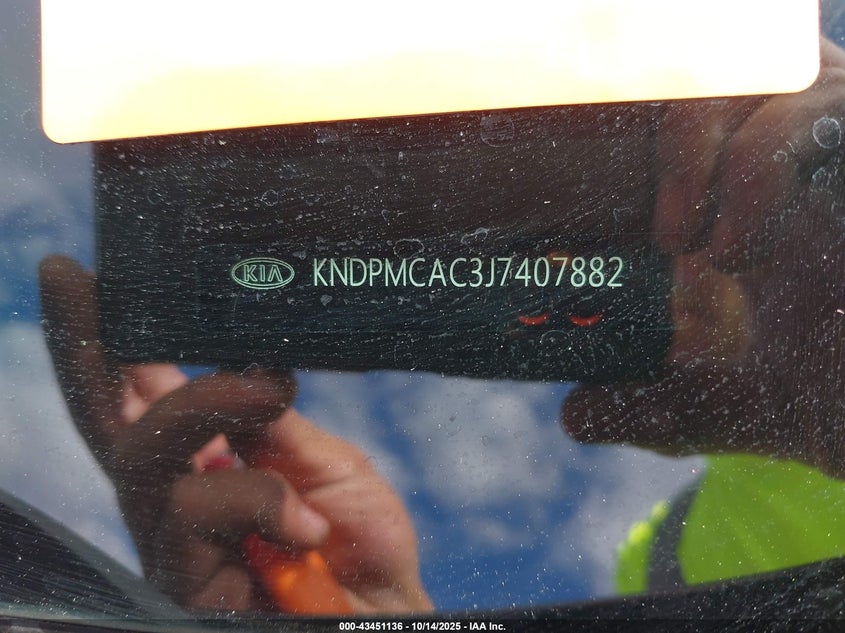 KIA KNDPMCAC3J7407882
000-43451136 - 10/14/2025 - IAA Inc.